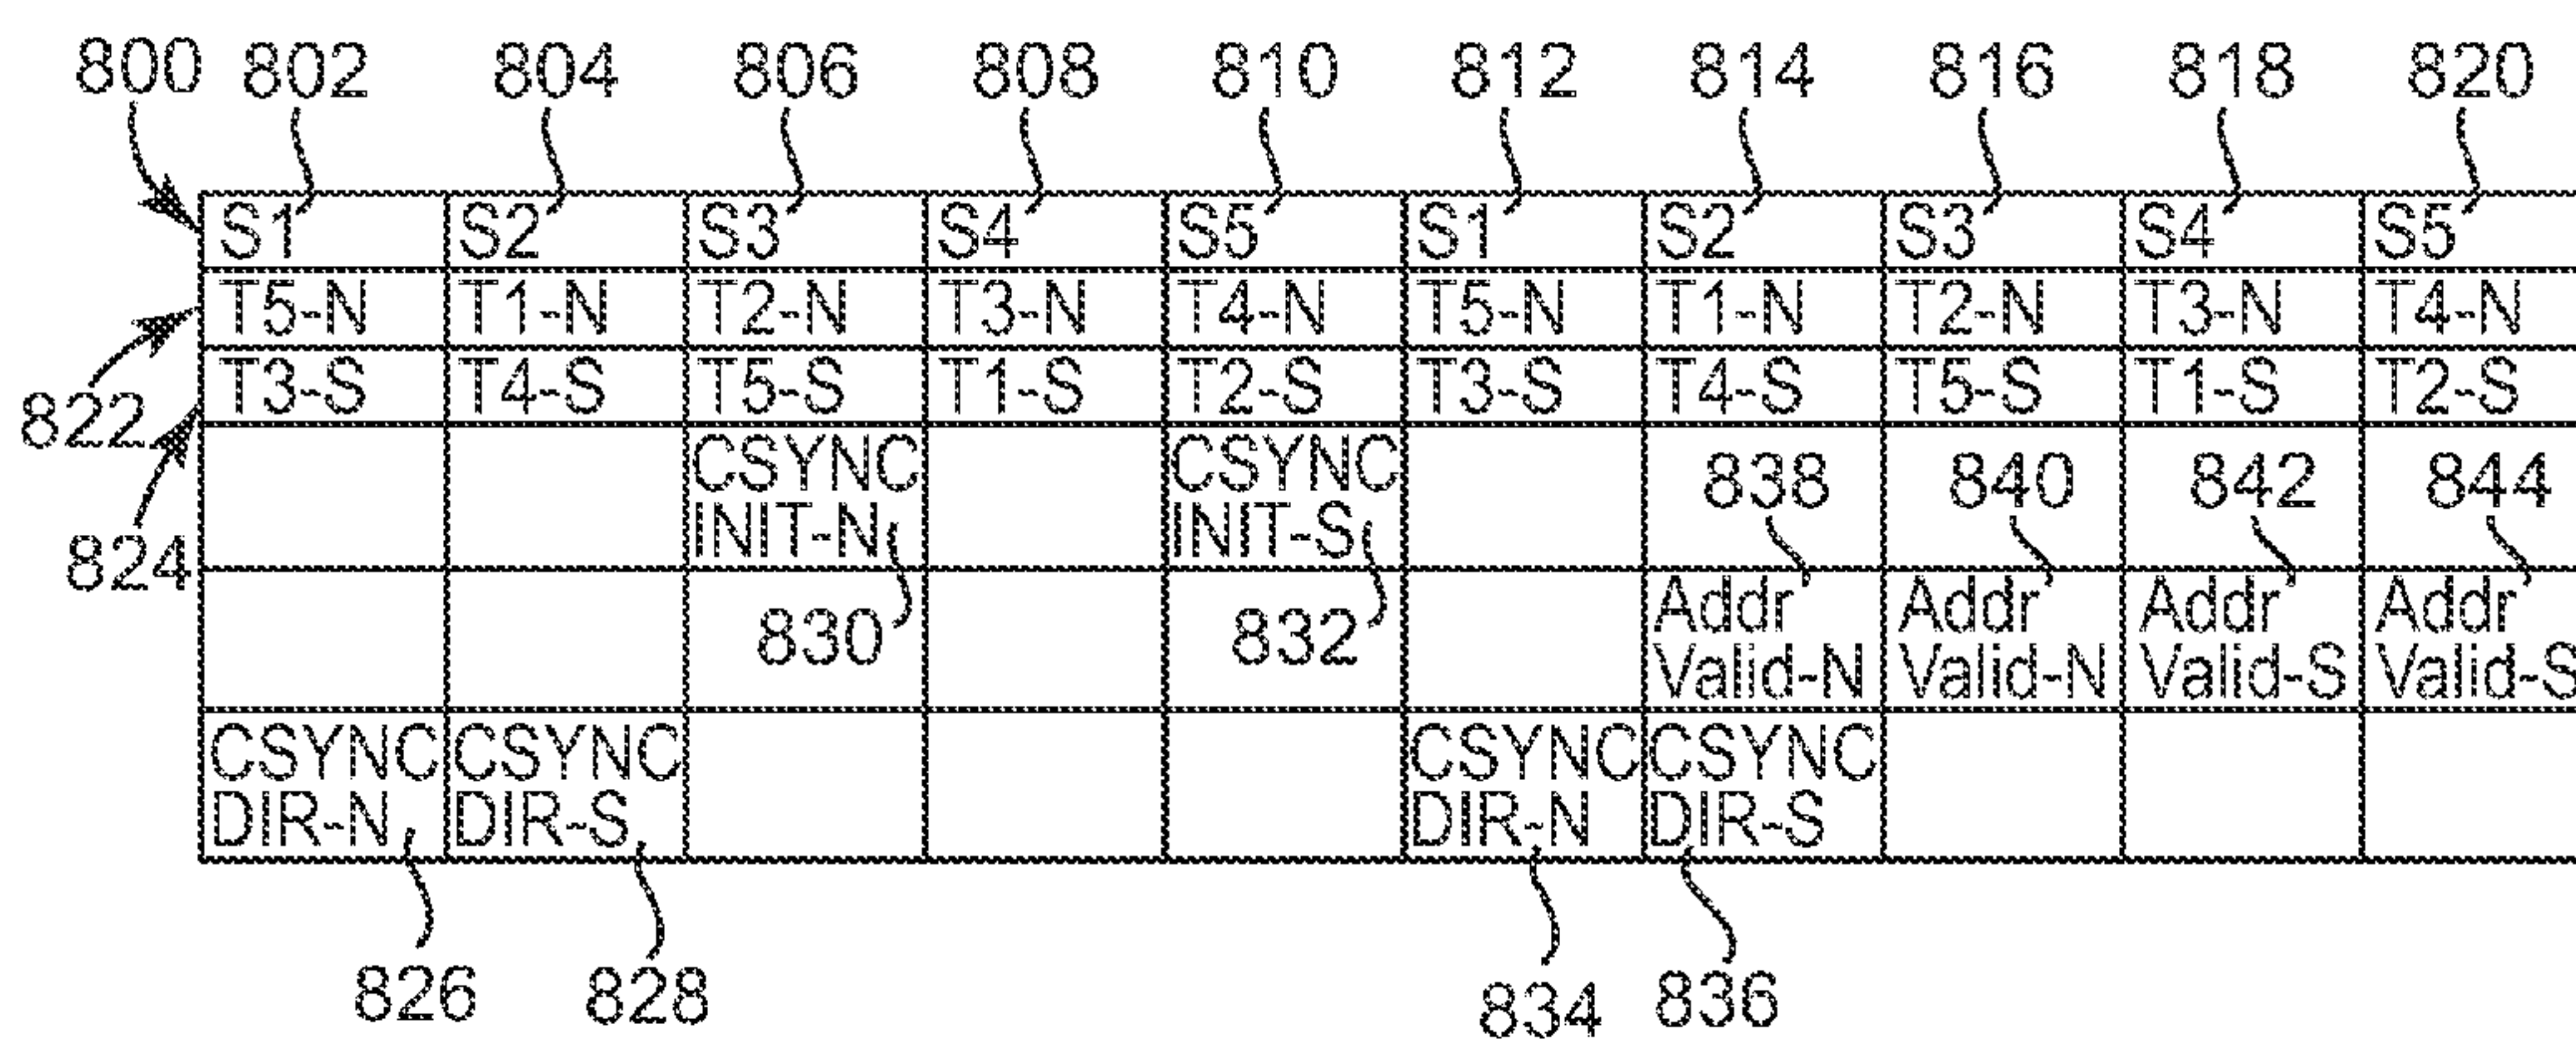 800 802 804 806 808 810 812 814 816 818 820
S1 S2 S3 S4 S5 S1 S2 S3 S4 S5
T5-N T1-N T2-N T3-N T4-N T5-N T1-N T2-N T3-N T4-N
T3-S T4-S T5-S T1-S T2-S T3-S T4-S T5-S T1-S T2-S
822
824
CSYNC CSYNC
INIT-N INIT-S
838 840 842 844
830 832
Addr Addr Addr Addr
Valid-N Valid-N Valid-S Valid-S
CSYNC CSYNC CSYNC CSYNC
DIR-N DIR-S DIR-N DIR-S
826 828 834 836